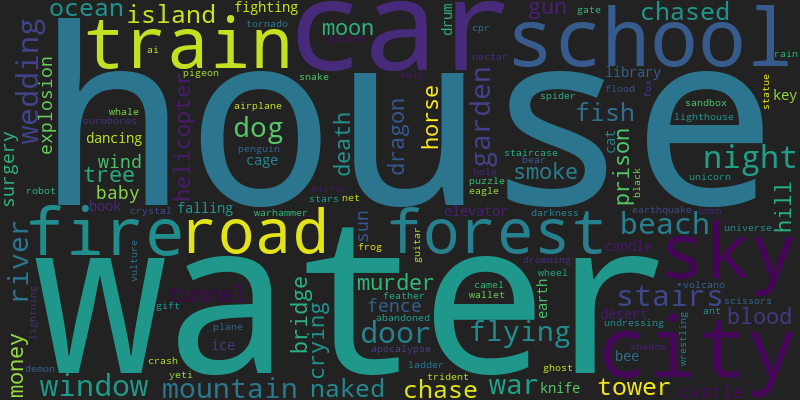 ocean
island
fighting
tornado
moon
car
drum
gun
gate
school
chased
rain
wedding
explosion
train
ai
pigeon
helicopter
snake
cpr
nectar
ship
house
library
flood
fox
statue
key
ouroboros
whale
dancing
airplane
dog
penguin
cage
death
dragon
horse
garden
spider
fish
sandbox
lighthouse
cat
prison
black
night
surgery
wind
tree
baby
robot
book
crystal
falling
mirror
stars
net
warhammer
sun
frog
staircase
bear
smoke
hole
puzzle
eagle
elevator
darkness
unicorn
earthquake
bomb
universe
hill
river
fire
road
vulture
guitar
forest
beach
candle
drowning
sky
lightning
water
tunnel
gift
bridge
crying
murder
feather
fence
abandoned
door
camel
wallet
flying
wheel
earth
stairs
volcano
scissors
desert
undressing
ant
wrestling
blood
city
shadow
plane
ice
apocalypse
money
demon
crash
yeti
ladder
trident
ghost
bee
window
mountain
naked
chase
war
knife
tower
castle